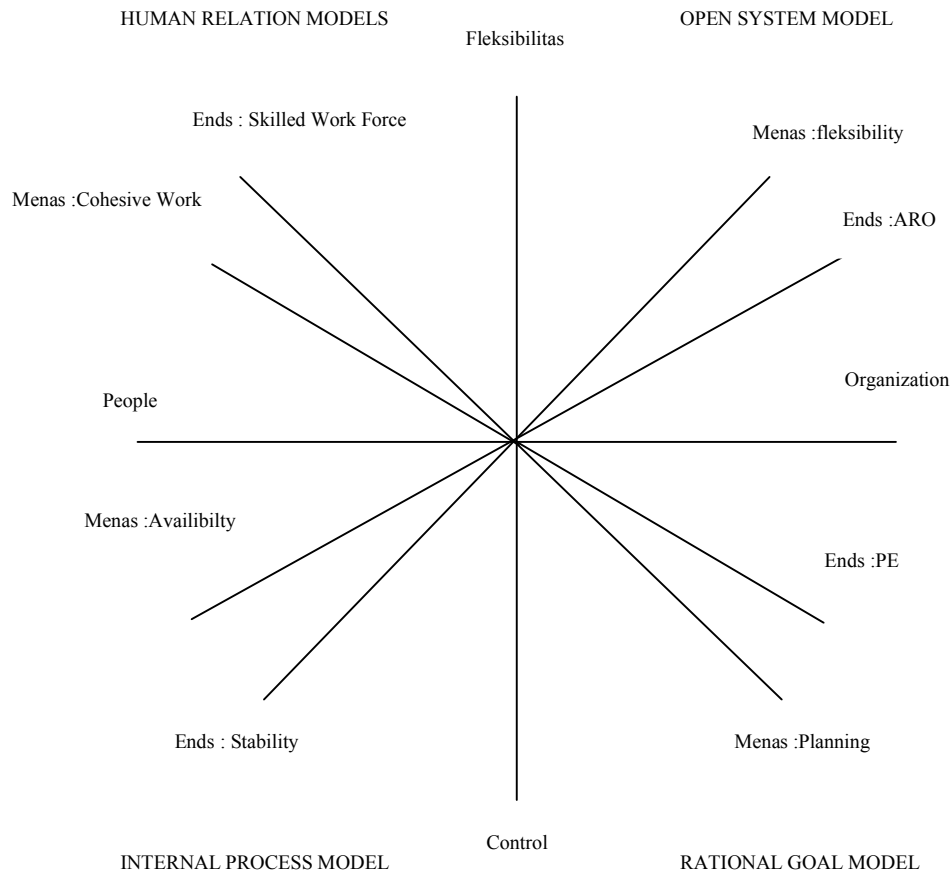 HUMAN RELATION MODELS
OPEN SYSTEM MODEL
Fleksibilitas
Ends : Skilled Work Force
Menas :fleksibility
Menas :Cohesive Work
Ends :ARO
Organization
People
Menas :Availibilty
Ends :PE
Ends : Stability
Menas :Planning
Control
INTERNAL PROCESS MODEL
RATIONAL GOAL MODEL